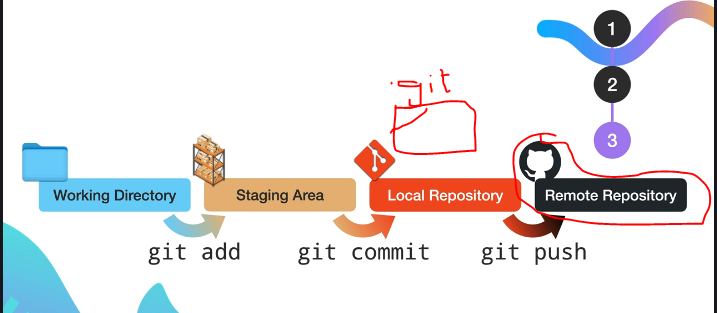 1
2
3
.git
Working Directory
Staging Area
Local Repository
Remote Repository
git add
git commit
git push